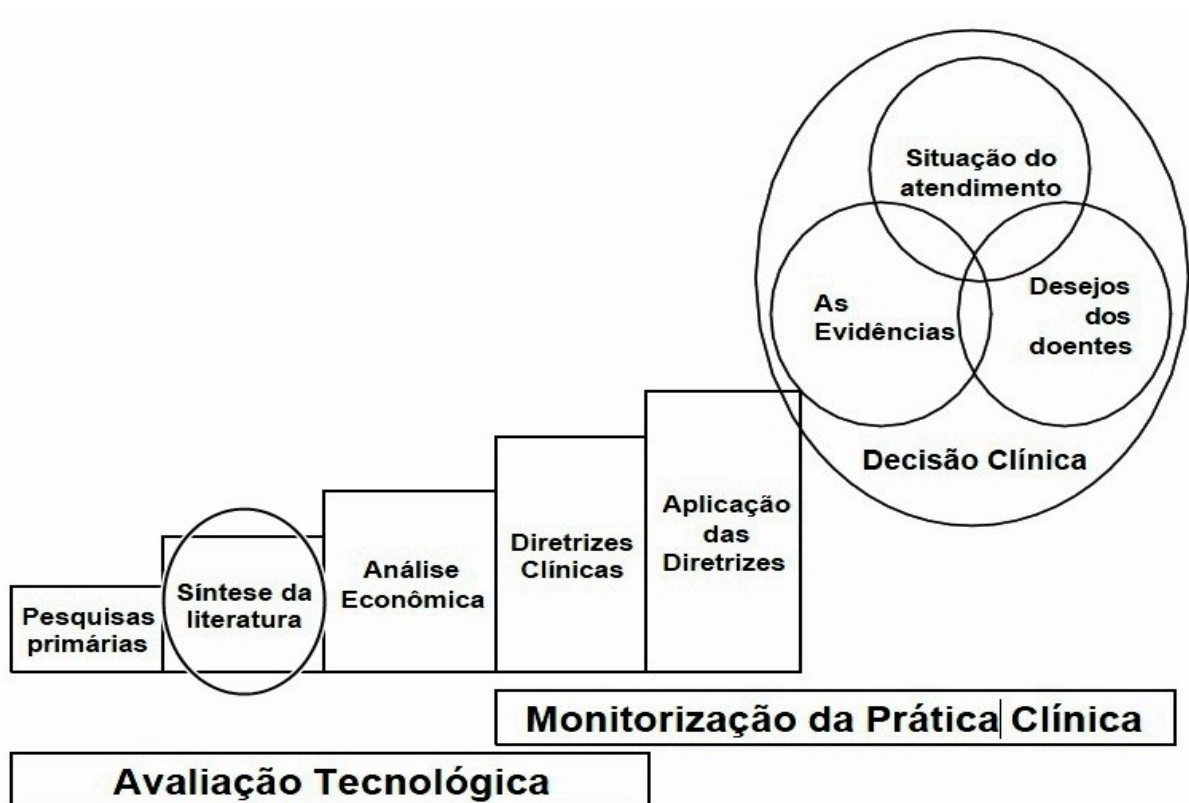 Situação do
atendimento
As
Evidências
Desejos
dos
doentes
Decisão Clínica
Aplicação
das
Diretrizes
Diretrizes
Clínicas
Análise
Econômica
Síntese da
literatura
Pesquisas
primárias
Monitorização da Prática Clínica
Avaliação Tecnológica